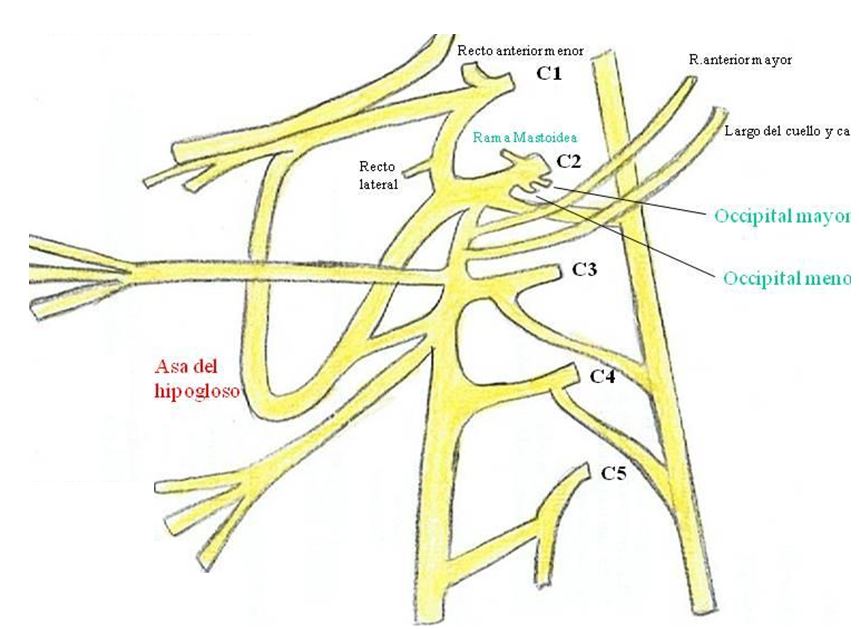 Recto anterior menor
C1
R.anterior mayor
Rama Mastoidea
Largo del cuello y ca
C2
Recto
lateral
Occipital mayor
C3
Occipital meno
Asa del
hipogloso
C4
C5